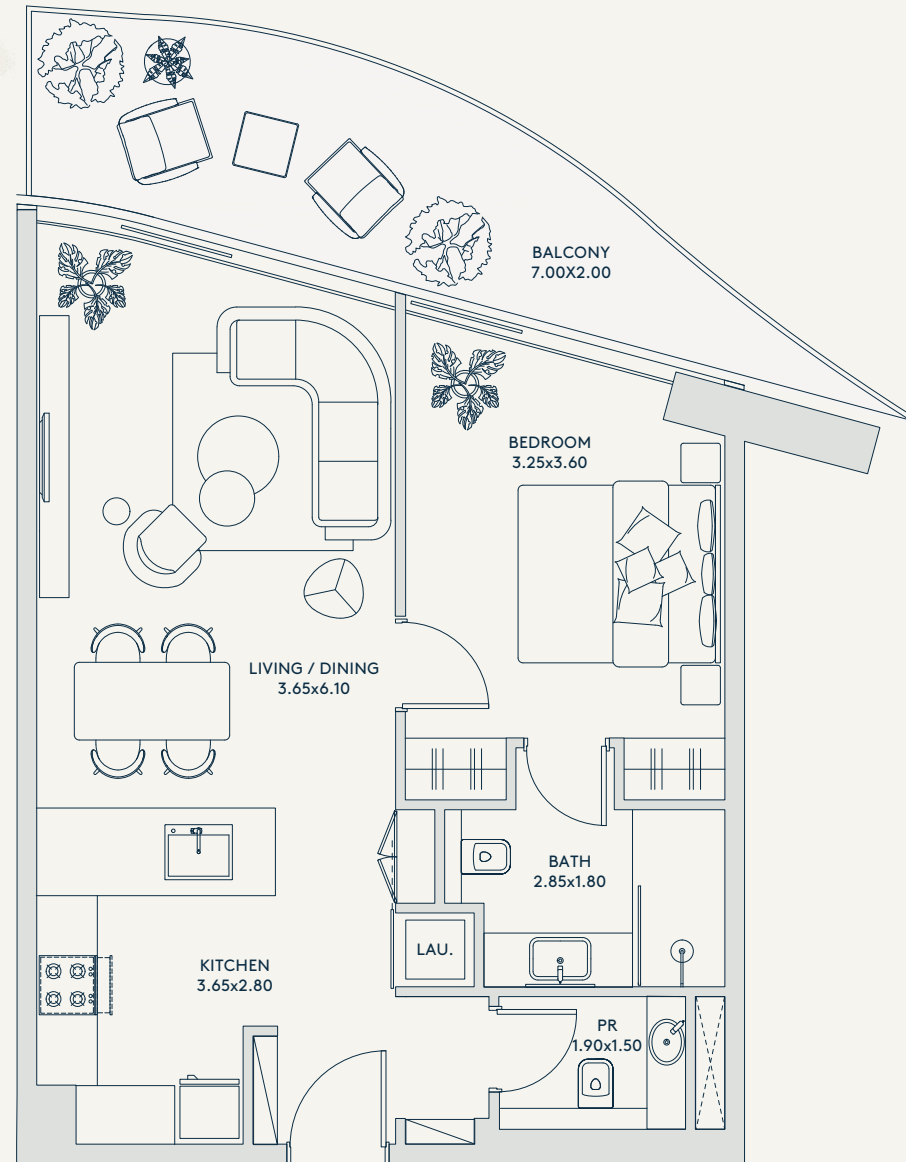 BALCONY
7.00X2.00
BEDROOM
3.25x3.60
LIVING / DINING
3.65x6.10
BATH
2.85x1.80
LAU.
KITCHEN
3.65x2.80
PR
1.90x1.50